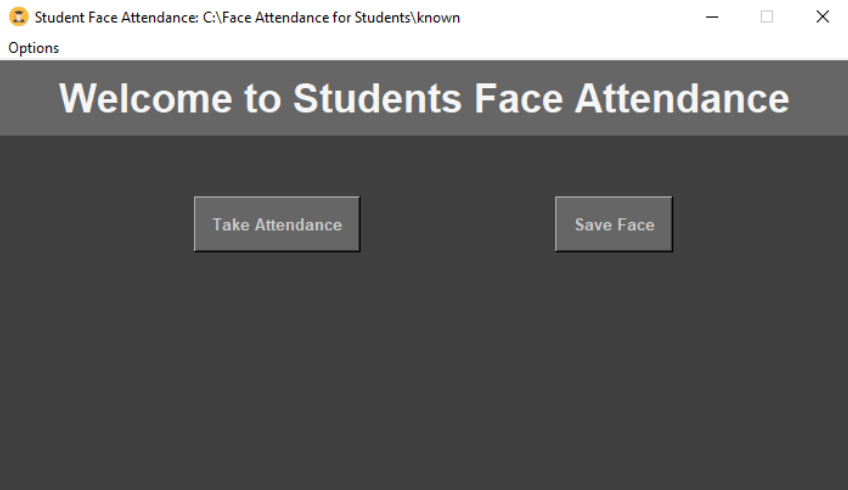 Student Face Attendance: C:\Face Attendance for Students\known
Options
Welcome to Students Face Attendance
Take Attendance Save Face